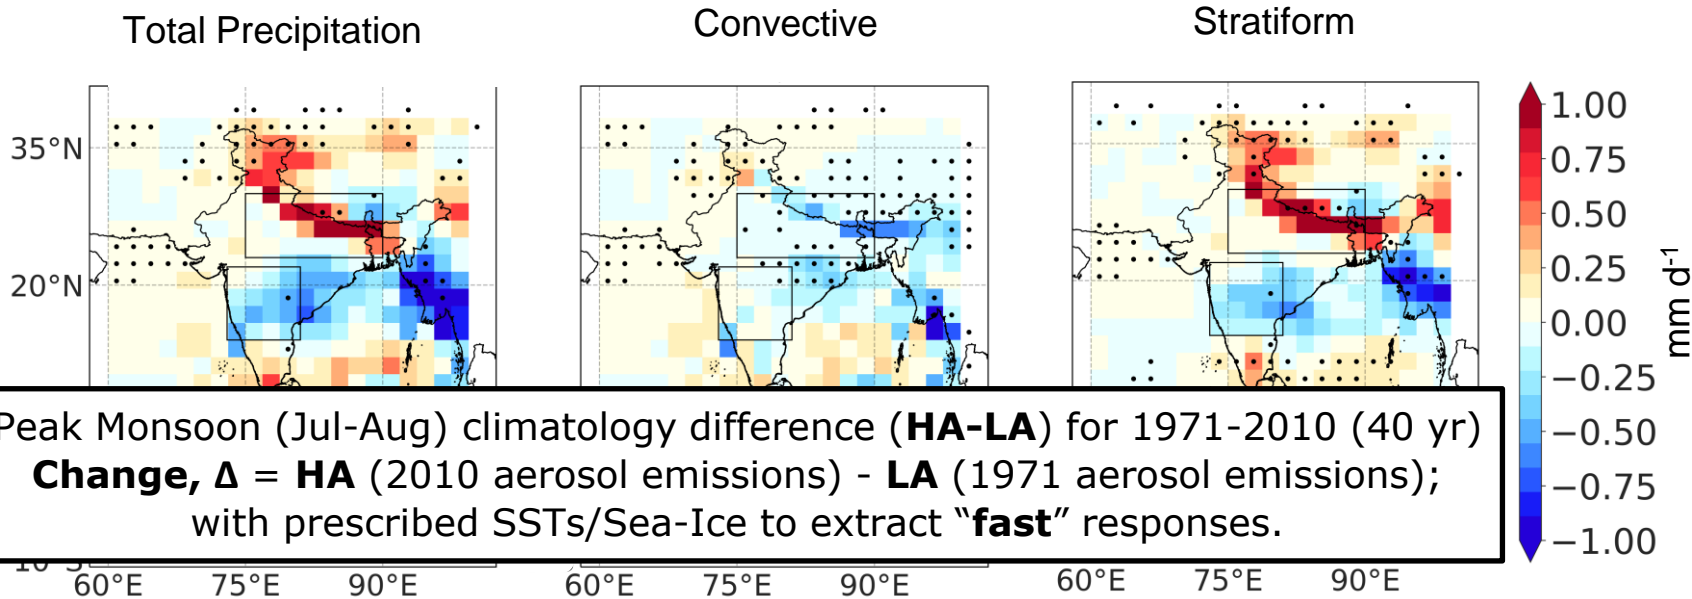 Total Precipitation
Convective
Stratiform
35°N
20°N
1.00
0.75
0.50
0.25
0.00
−0.25
−0.50
−0.75
−1.00
mm d-1
Peak Monsoon (Jul-Aug) climatology difference (HA-LA) for 1971-2010 (40 yr)
Change, Δ = HA (2010 aerosol emissions) - LA (1971 aerosol emissions);
with prescribed SSTs/Sea-Ice to extract “fast” responses.
60°E 75°E 90°E
60°E 75°E 90°E
60°E 75°E 90°E